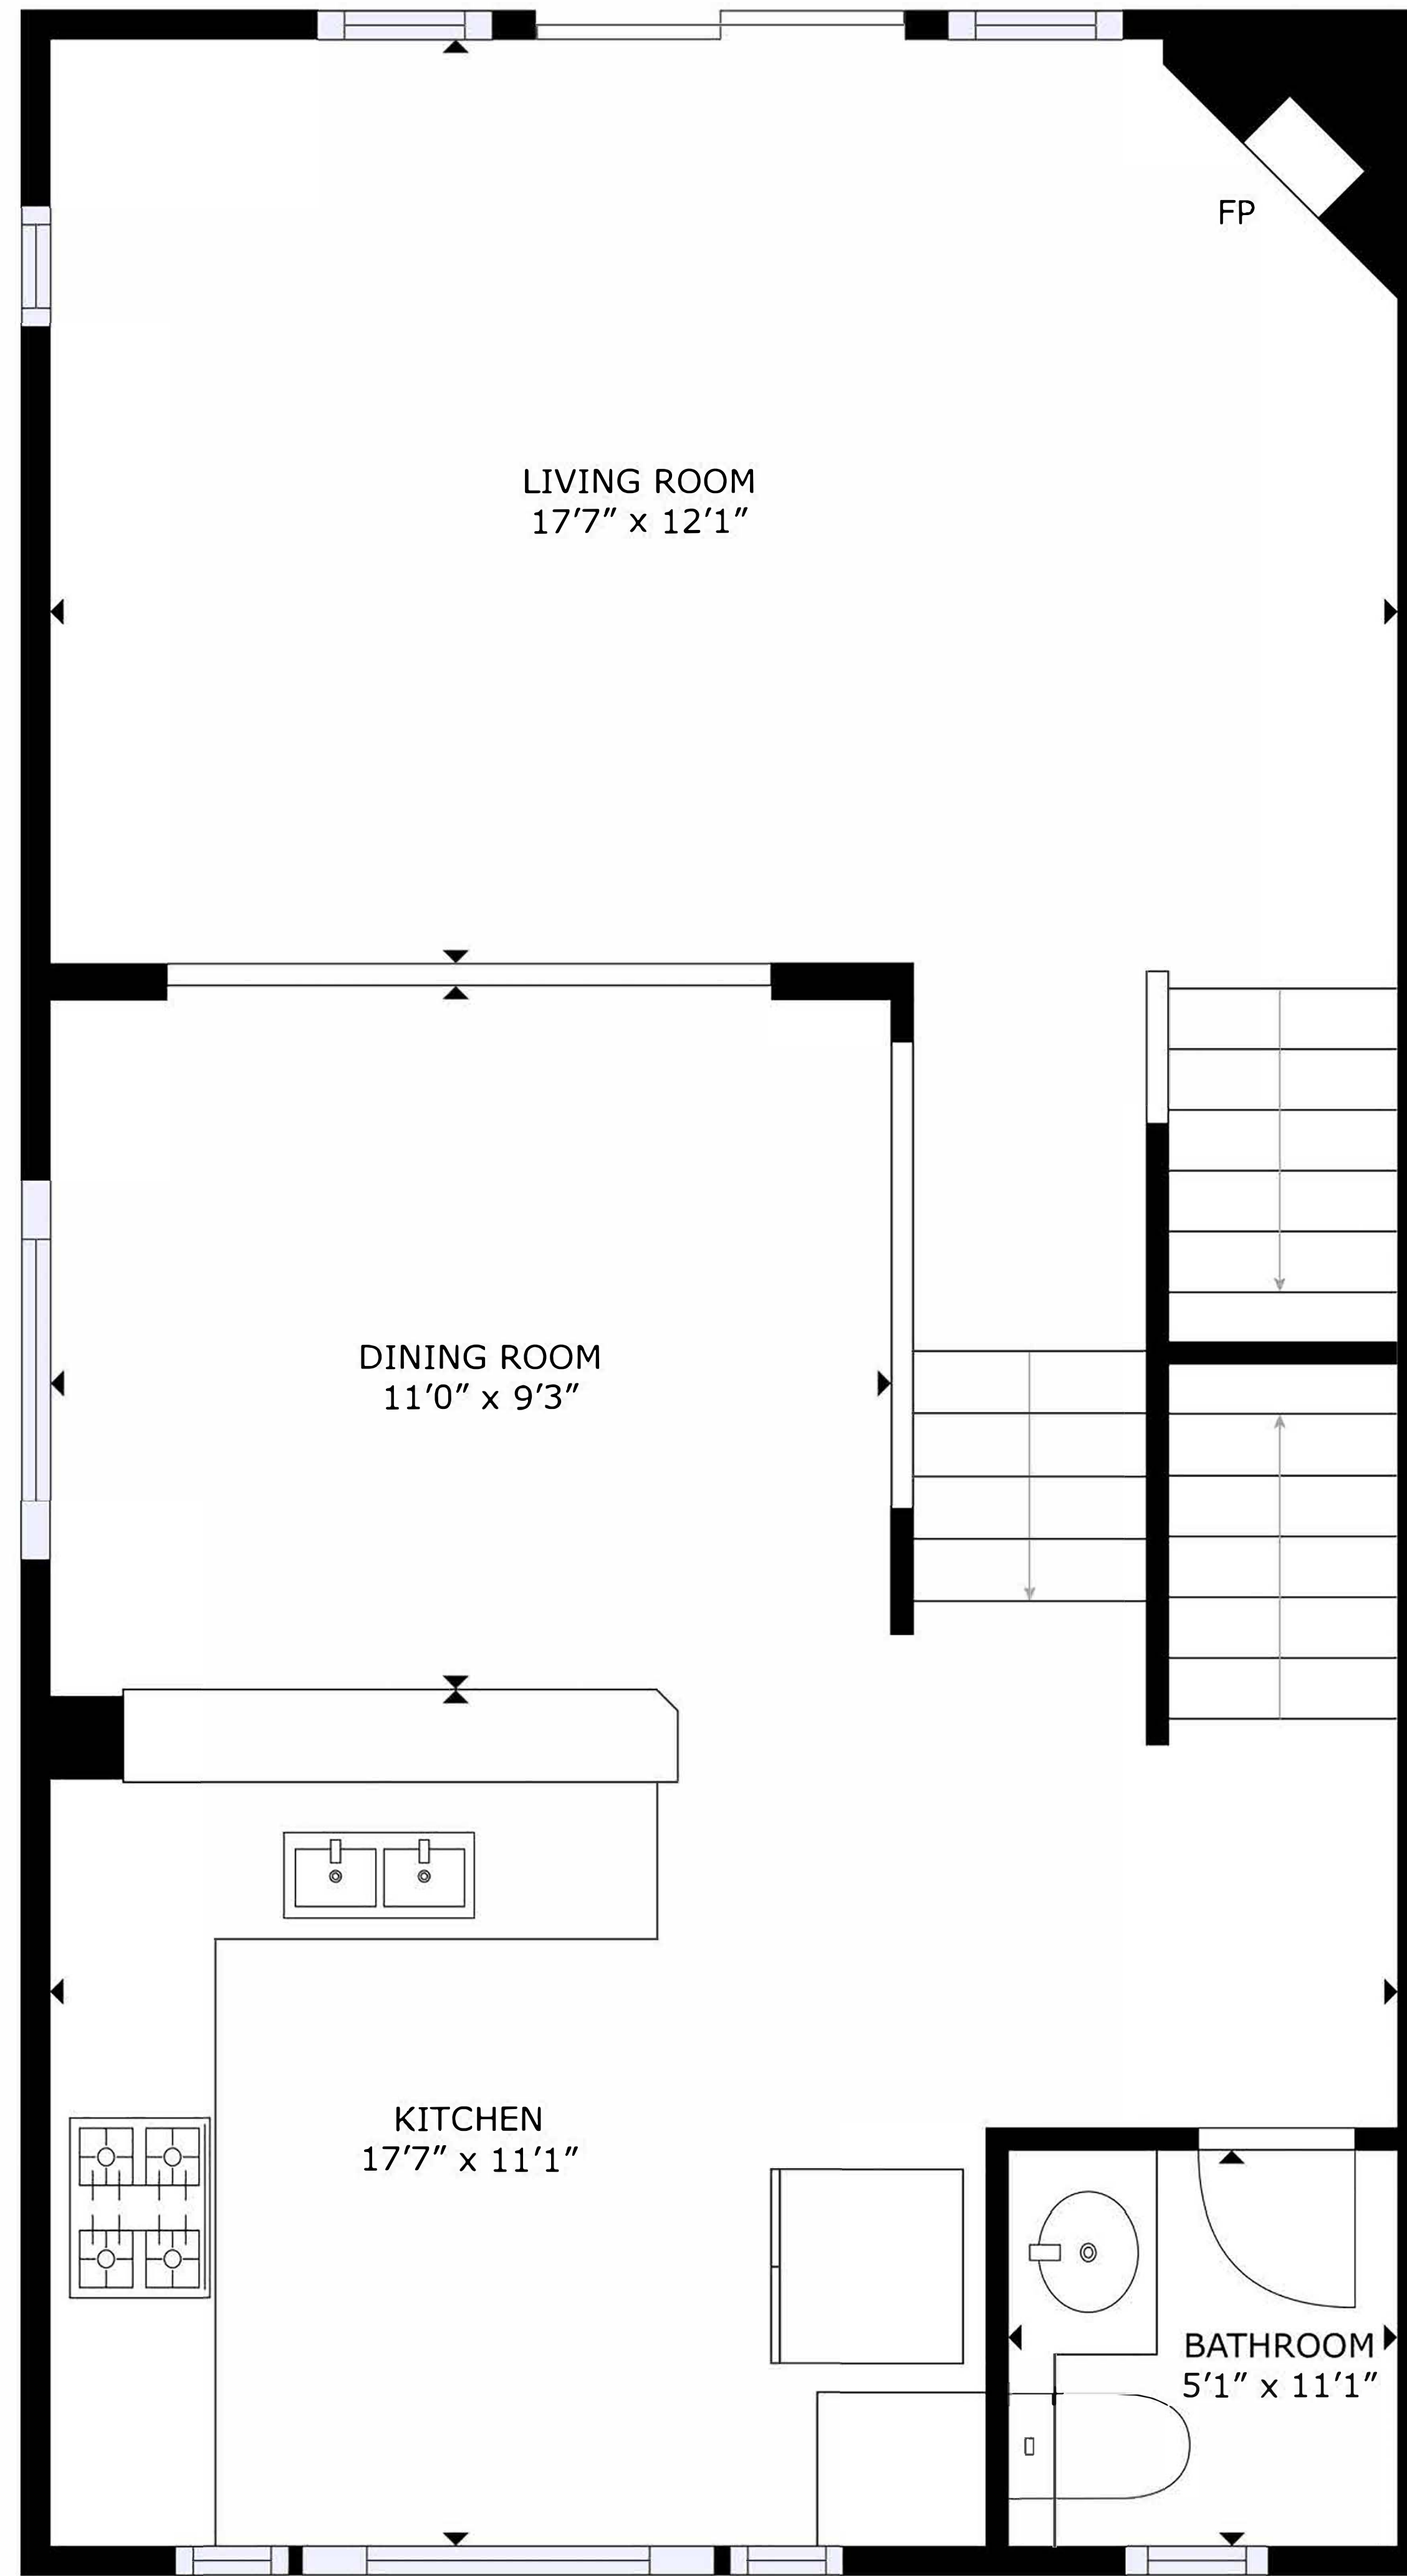 FP
LIVING ROOM
17'7" x 12'1"
DINING ROOM
11'0" x 9'3"
KITCHEN
17'7" x 11'1"
BATHROOM
5'1" x 11'1"